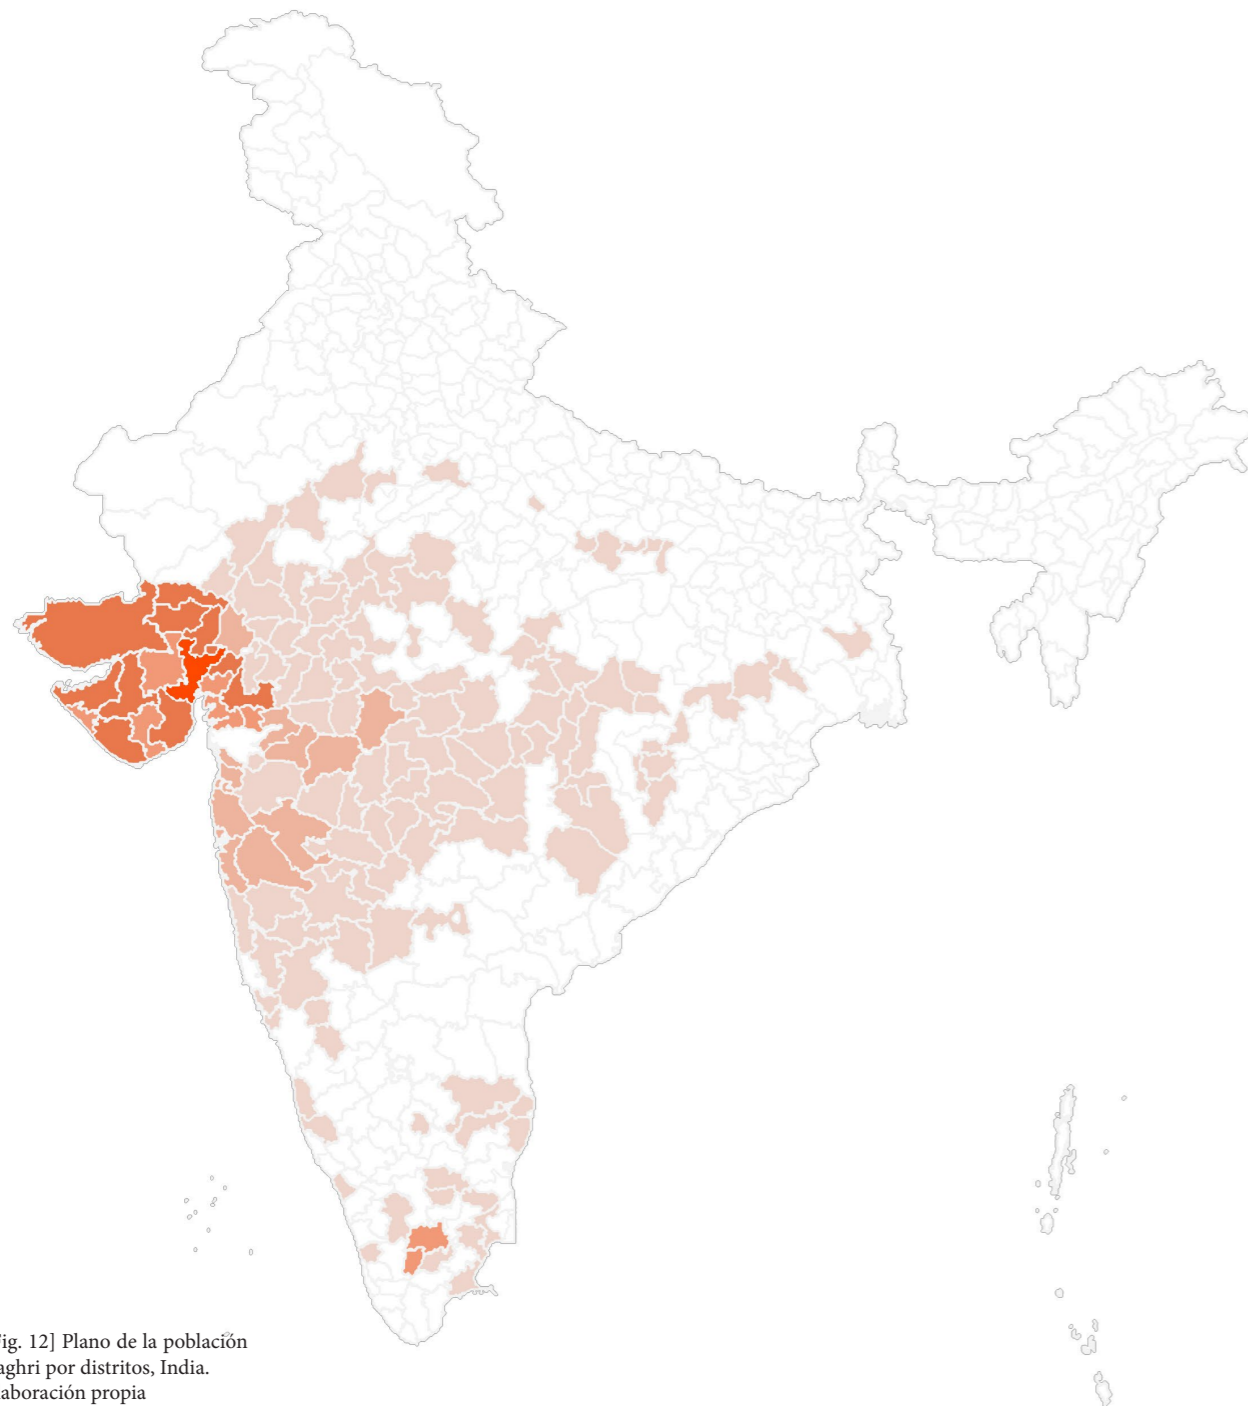 ig. 12] Plano de la población
aghri por distritos, India.
aboración propia